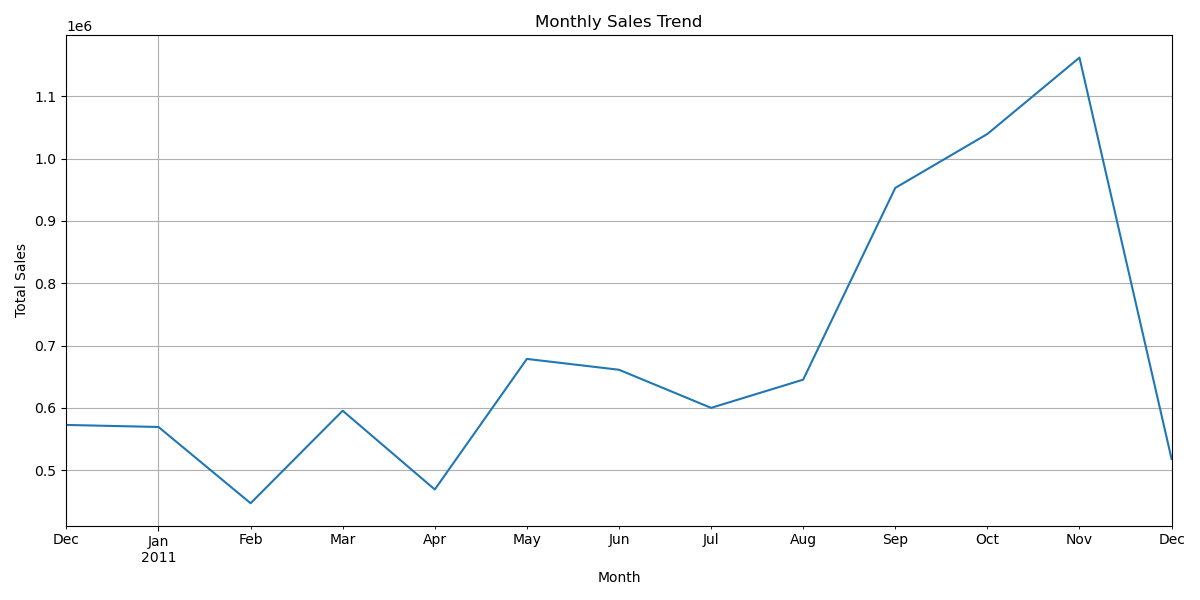 Monthly Sales Trend
1e6
1.1
1.0
0.9
0.8
0.7
0.6
0.5
Total Sales
Dec Jan Feb Mar Apr May Jun Jul Aug Sep Oct Nov Dec
2011
Month